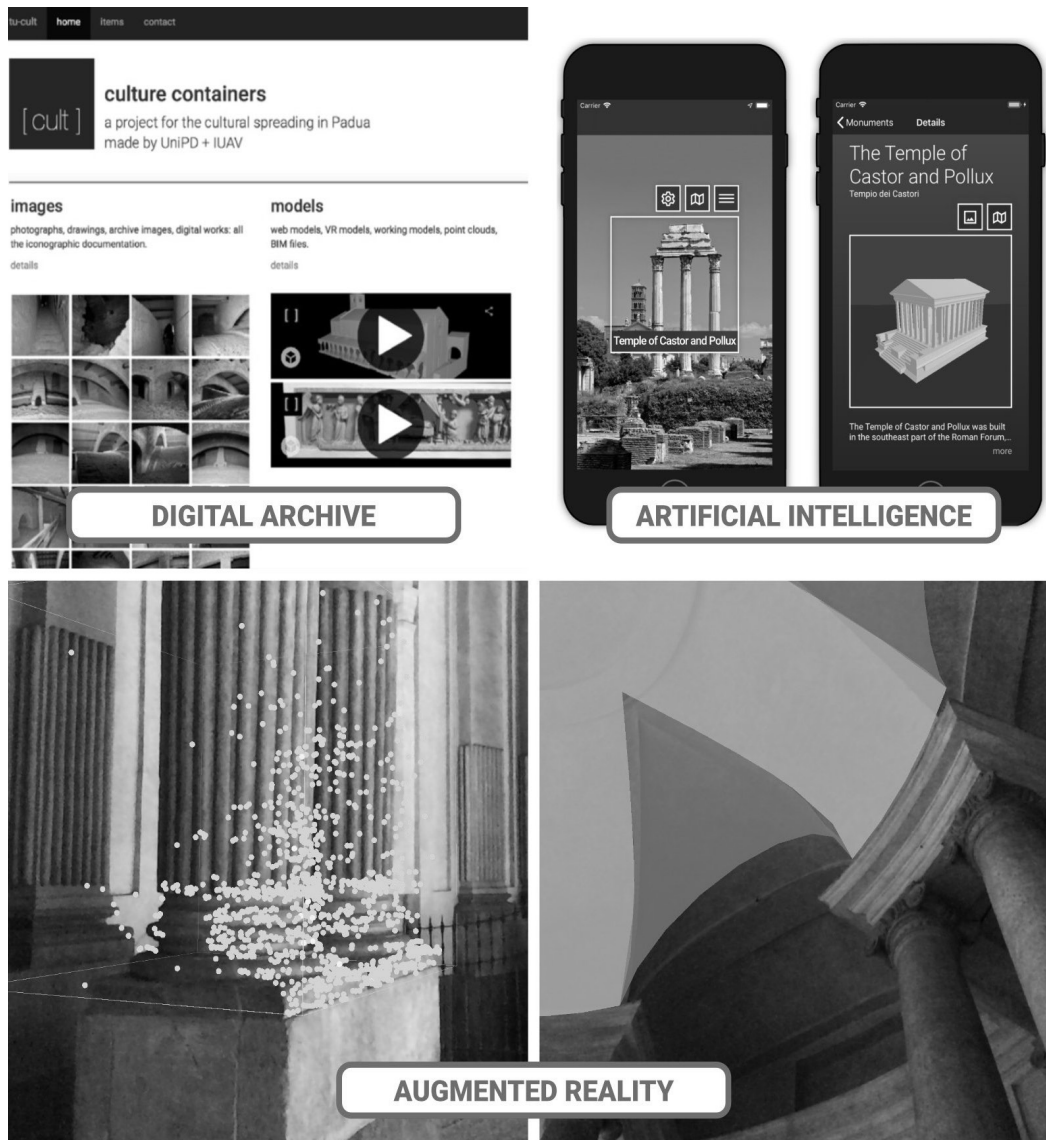 tu-cult home items contact
[ cult ]
culture containers
a project for the cultural spreading in Padua
made by UniPD + IUAV
images
photographs, drawings, archive images, digital works: all
the iconographic documentation.
details
models
web models, VR models, working models, point clouds,
BIM files.
details
DIGITAL ARCHIVE
Carrier
Temple of Castor and Pollux
Carrier
Monuments Details
The Temple of
Castor and Pollux
Tempio dei Castori
The Temple of Castor and Pollux was built
in the southeast part of the Roman Forum,...
more
ARTIFICIAL INTELLIGENCE
AUGMENTED REALITY